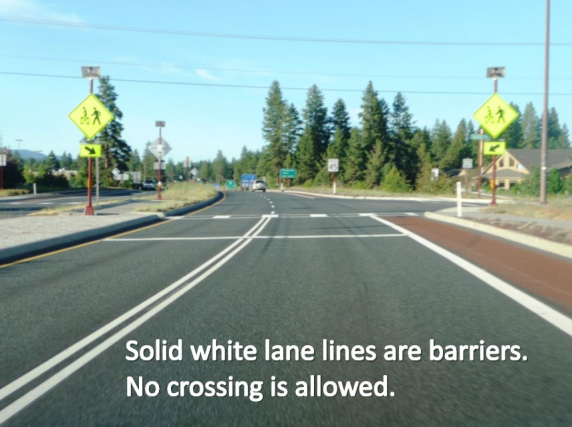 Solid white lane lines are barriers.
No crossing is allowed.